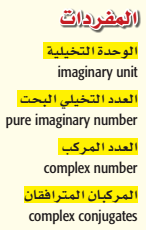 المفردات
الوحدة التخيلية
imaginary unit
العدد التخيلي البحت
pure imaginary number
العدد المركب
complex number
المركبان المترافقان
complex conjugates